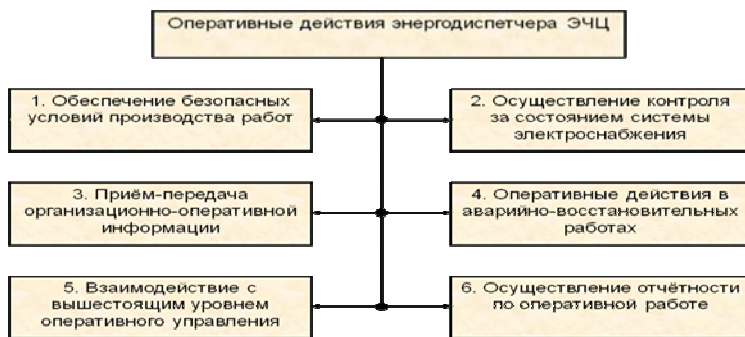 Оперативные действия энергодиспетчера ЭЧЦ
1. Обеспечение безопасных
условий производства работ
2. Осуществление контроля
за состоянием системы
электроснабжения
3. Приём-передача
организационно-оперативной
информации
4. Оперативные действия в
аварийно-восстановительных
работах
5. Взаимодействие с
вышестоящим уровнем
оперативного управления
6. Осуществление отчётности
по оперативной работе